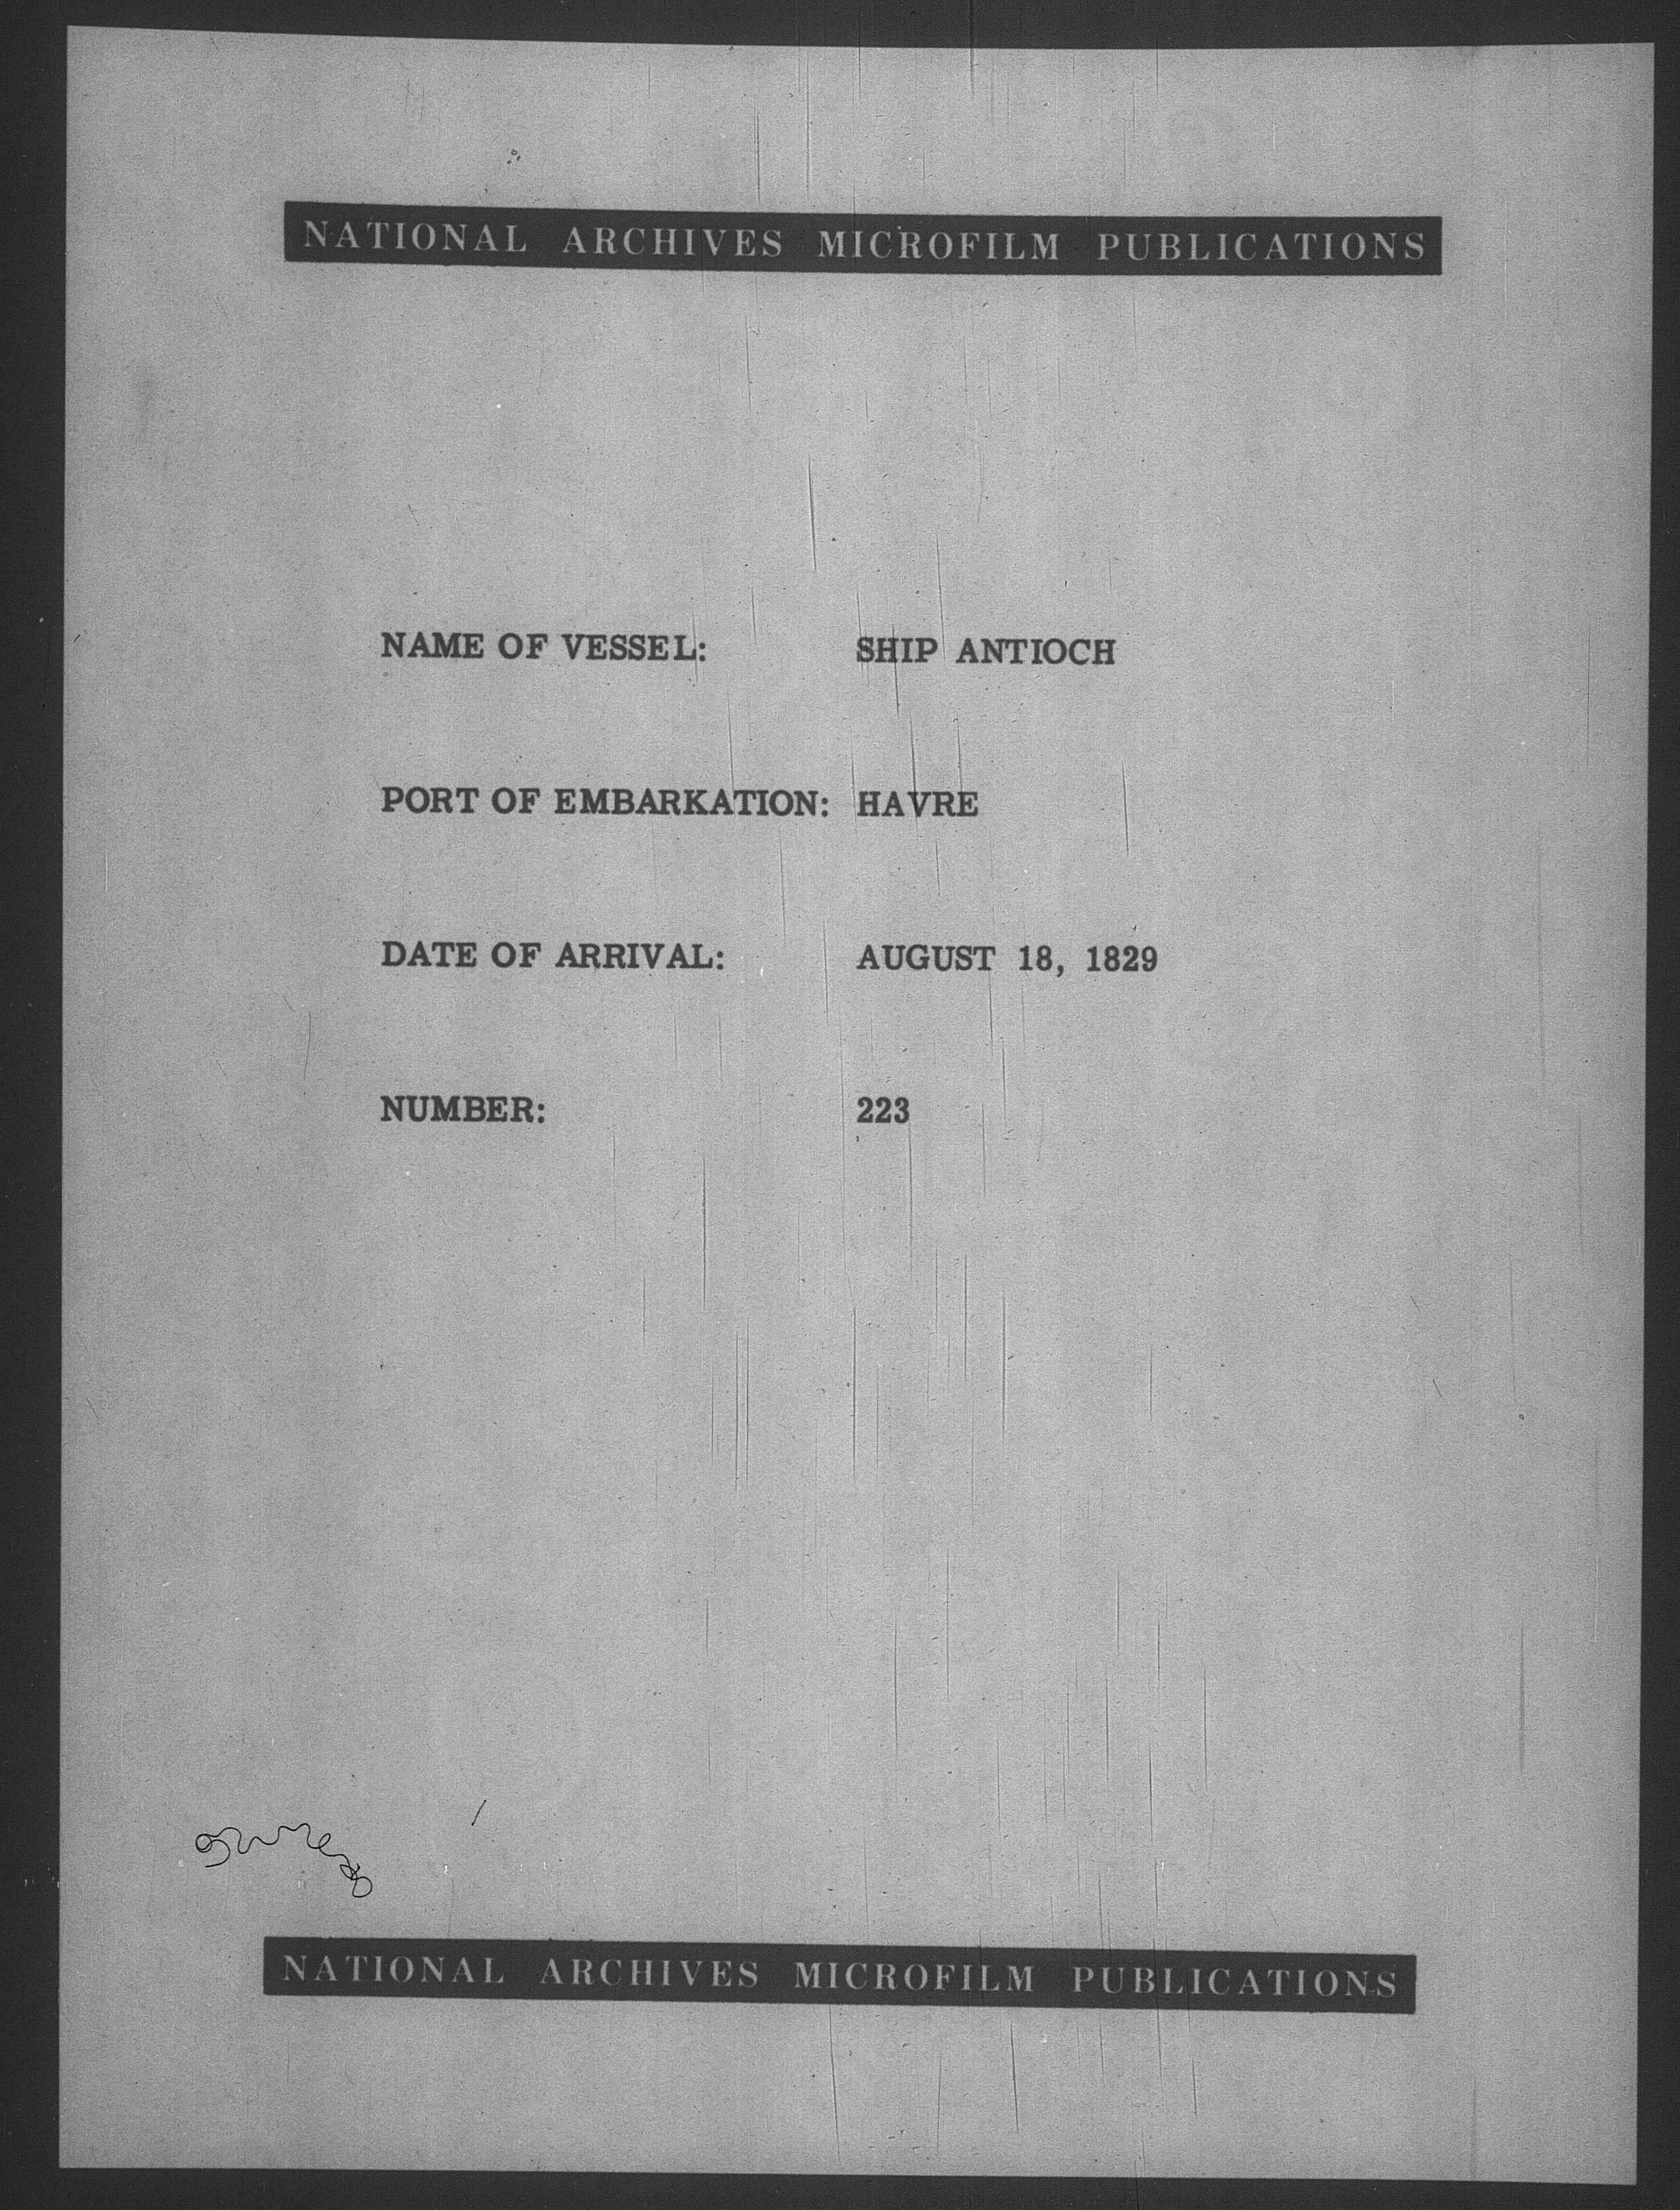 NATIONAL ARCHIVES MICROFILM PUBLICATIONS
NAME OF VESSEL: SHIP ANTIOCH
PORT OF EMBARKATION: HAVRE
DATE OF ARRIVAL: AUGUST 18, 1829
NUMBER: 223
NATIONAL ARCHIVES MICROFILM PUBLICATIONS